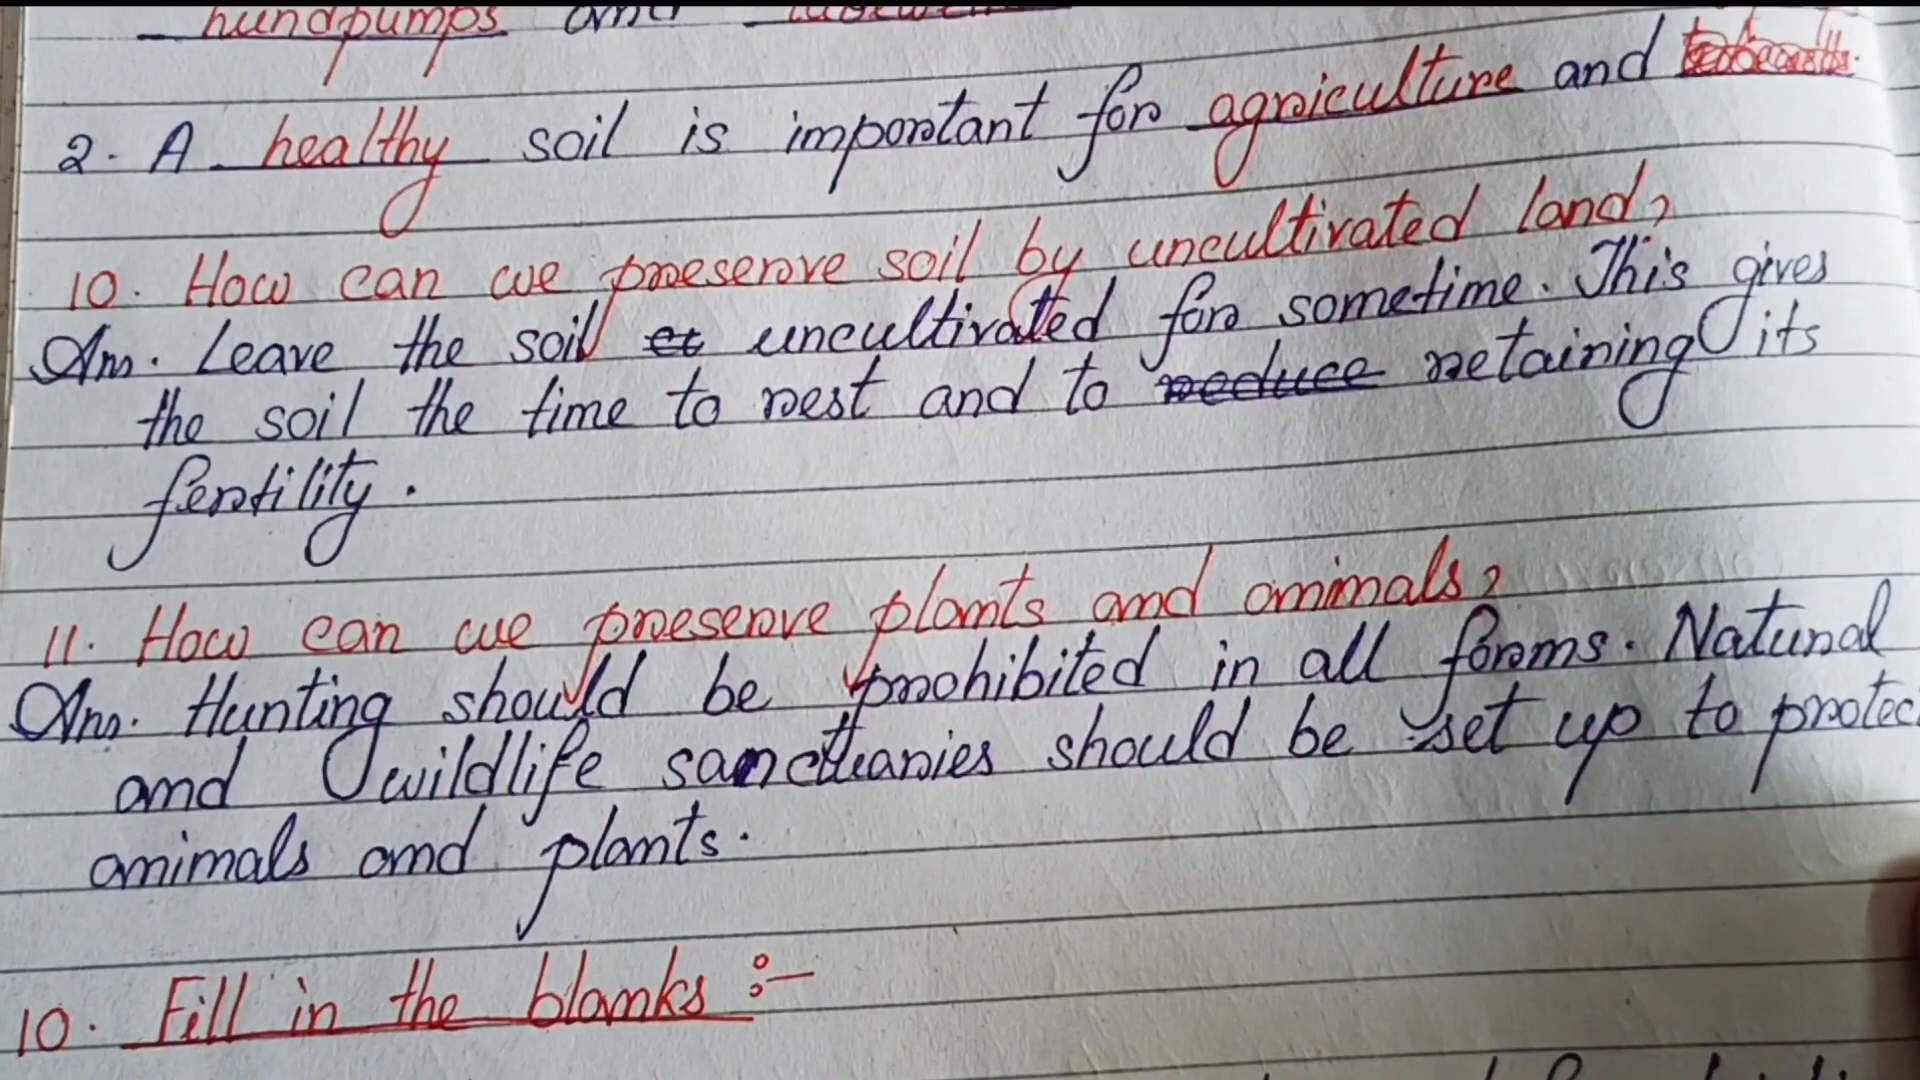 hundpumps and
2. A healthy soil is important for agriculture and
10. How can we preserve soil by uncultivated land?
Ans. Leave the soil uncultivated for sometime. This gives
the soil the time to rest and to reduce retaining its
fertility.
11. How can we preserve plants and animals?
Ans. Hunting should be prohibited in all forms. Natural
and wildlife sanctuaries should be set up to protec
animals and plants.
10. Fill in the blanks :-